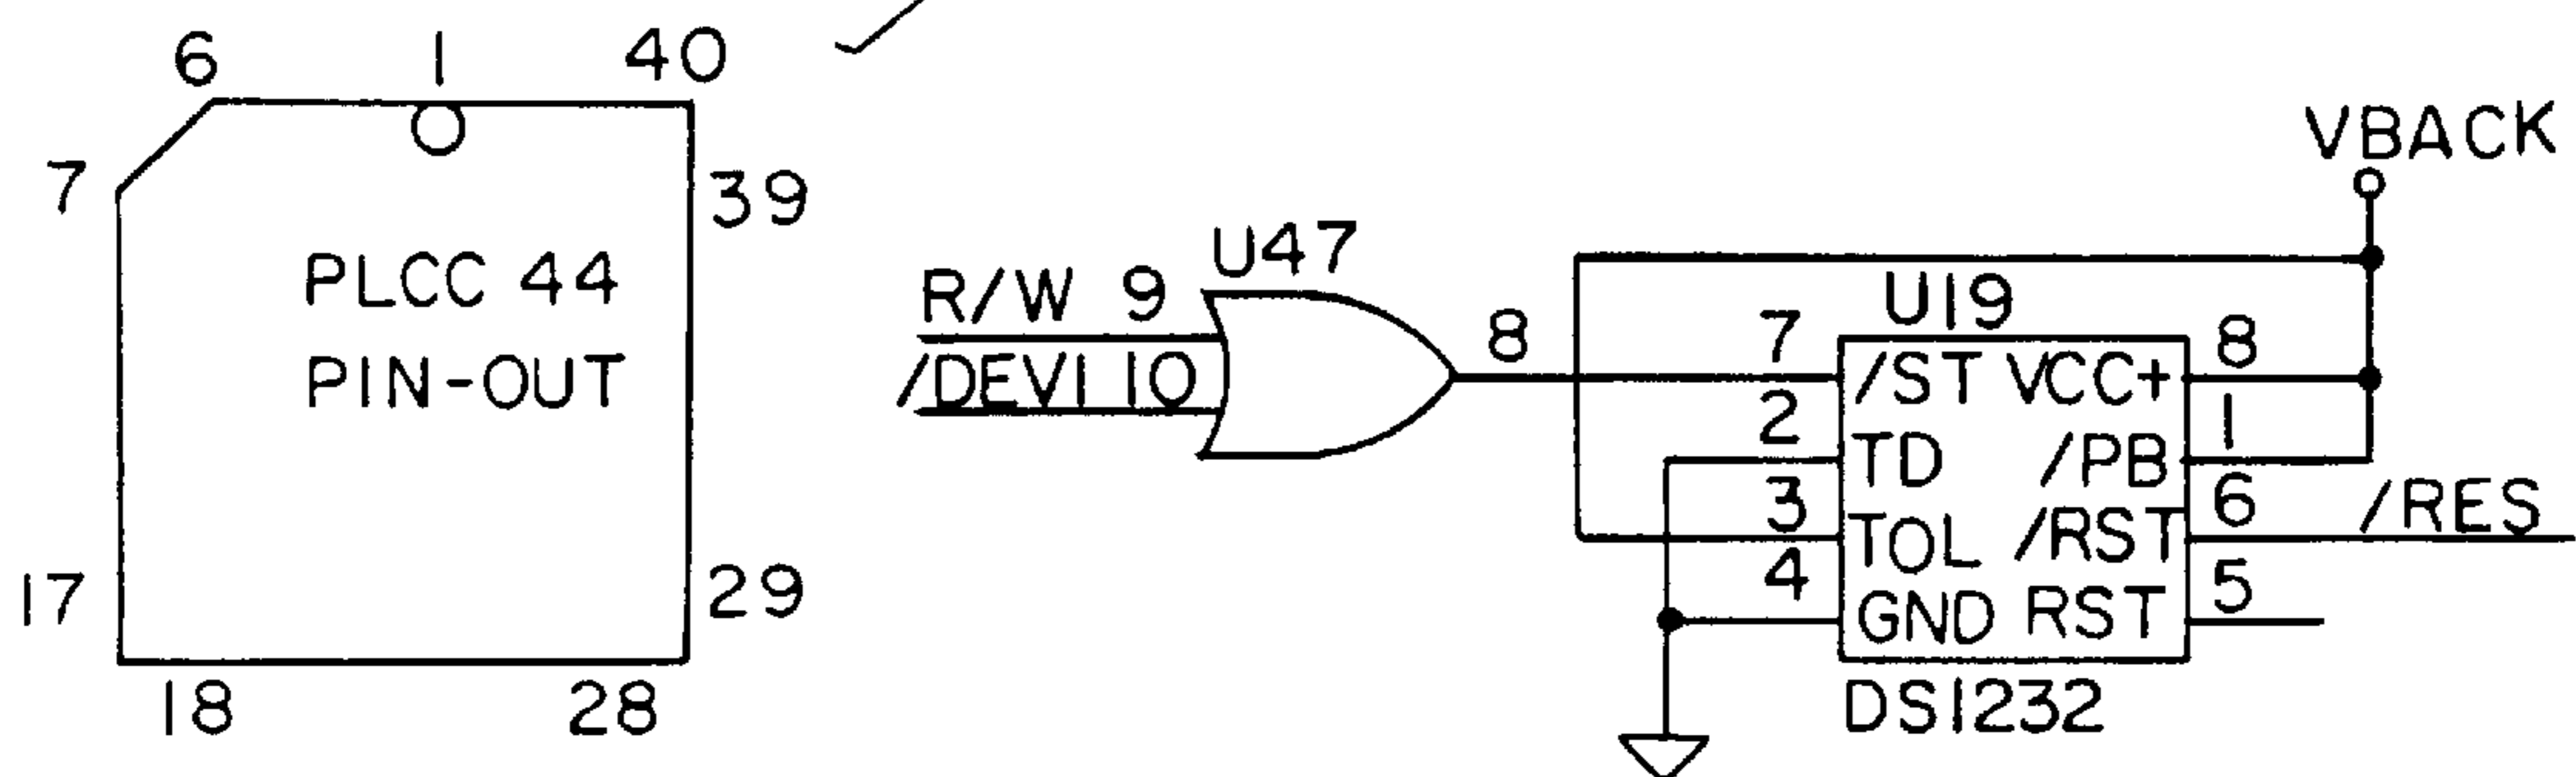 6 1 40
7
39
PLCC 44
PIN-OUT
17
29
18 28
VBACK
U47
R/W 9
/DEV1 10
8
U19
7
/ST VCC+
8
2
TD /PB
1
3
TOL /RST
6
/RES
4
GND RST
5
DS1232